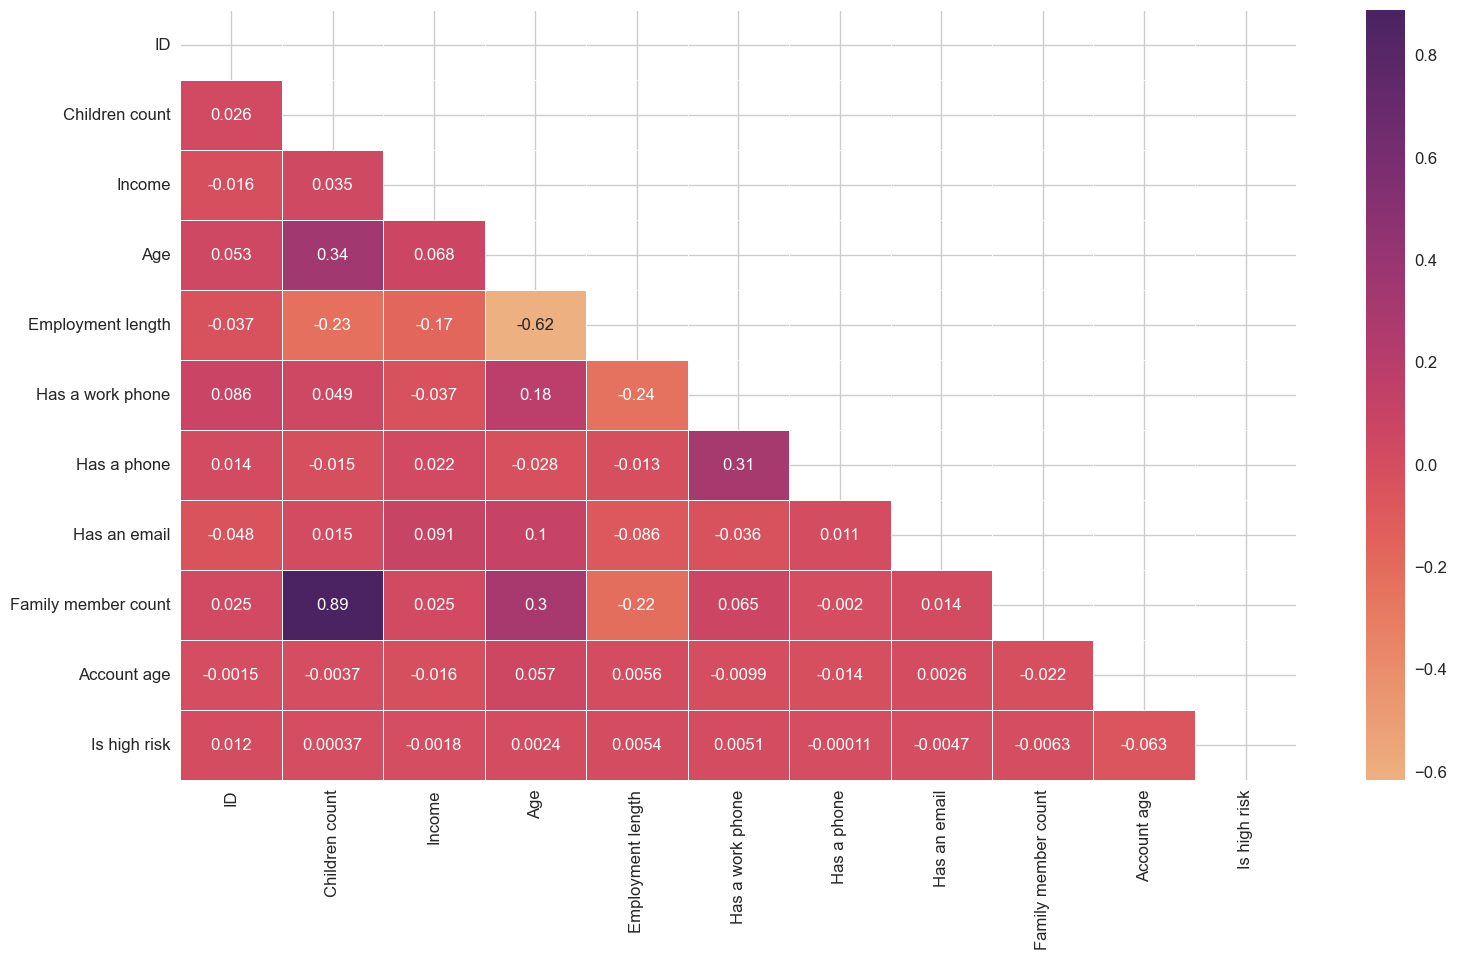 ID
Children count 0.026
Income -0.016 0.035
Age 0.053 0.34 0.068
Employment length -0.037 -0.23 -0.17 -0.62
Has a work phone 0.086 0.049 -0.037 0.18 -0.24
Has a phone 0.014 -0.015 0.022 -0.028 -0.013 0.31
Has an email -0.048 0.015 0.091 0.1 -0.086 -0.036 0.011
Family member count 0.025 0.89 0.025 0.3 -0.22 0.065 -0.002 0.014
Account age -0.0015 -0.0037 -0.016 0.057 0.0056 -0.0099 -0.014 0.0026 -0.022
Is high risk 0.012 0.00037 -0.0018 0.0024 0.0054 0.0051 -0.00011 -0.0047 -0.0063 -0.063
ID
Children count
Income
Age
Employment length
Has a work phone
Has a phone
Has an email
Family member count
Account age
Is high risk
0.8
0.6
0.4
0.2
0.0
−0.2
−0.4
−0.6